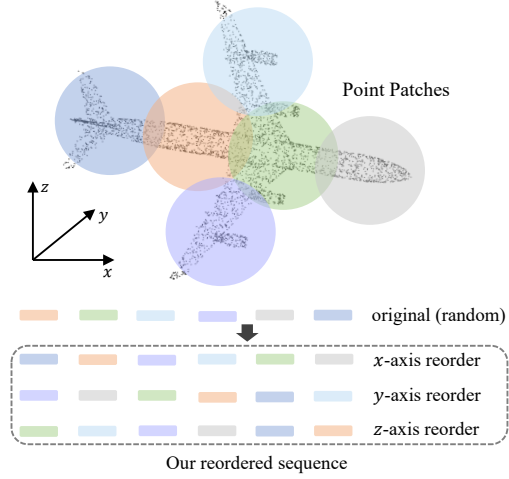 Point Patches
z
y
x
original (random)
x-axis reorder
y-axis reorder
z-axis reorder
Our reordered sequence